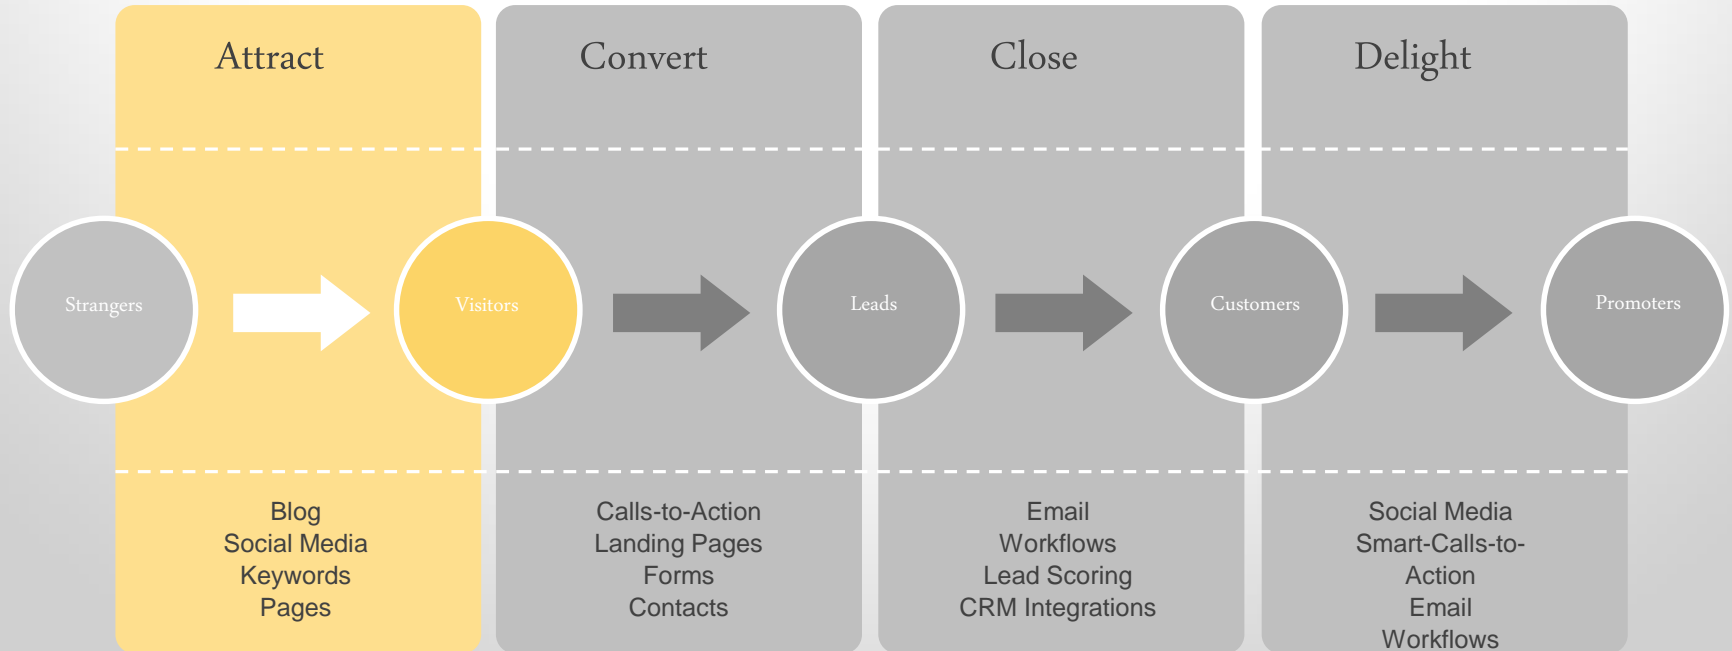 Attract
Convert
Close
Delight
Strangers
Visitors
Leads
Customers
Promoters
Blog
Social Media
Keywords
Pages
Calls-to-Action
Landing Pages
Forms
Contacts
Email
Workflows
Lead Scoring
CRM Integrations
Social Media
Smart-Calls-to-
Action
Email
Workflows